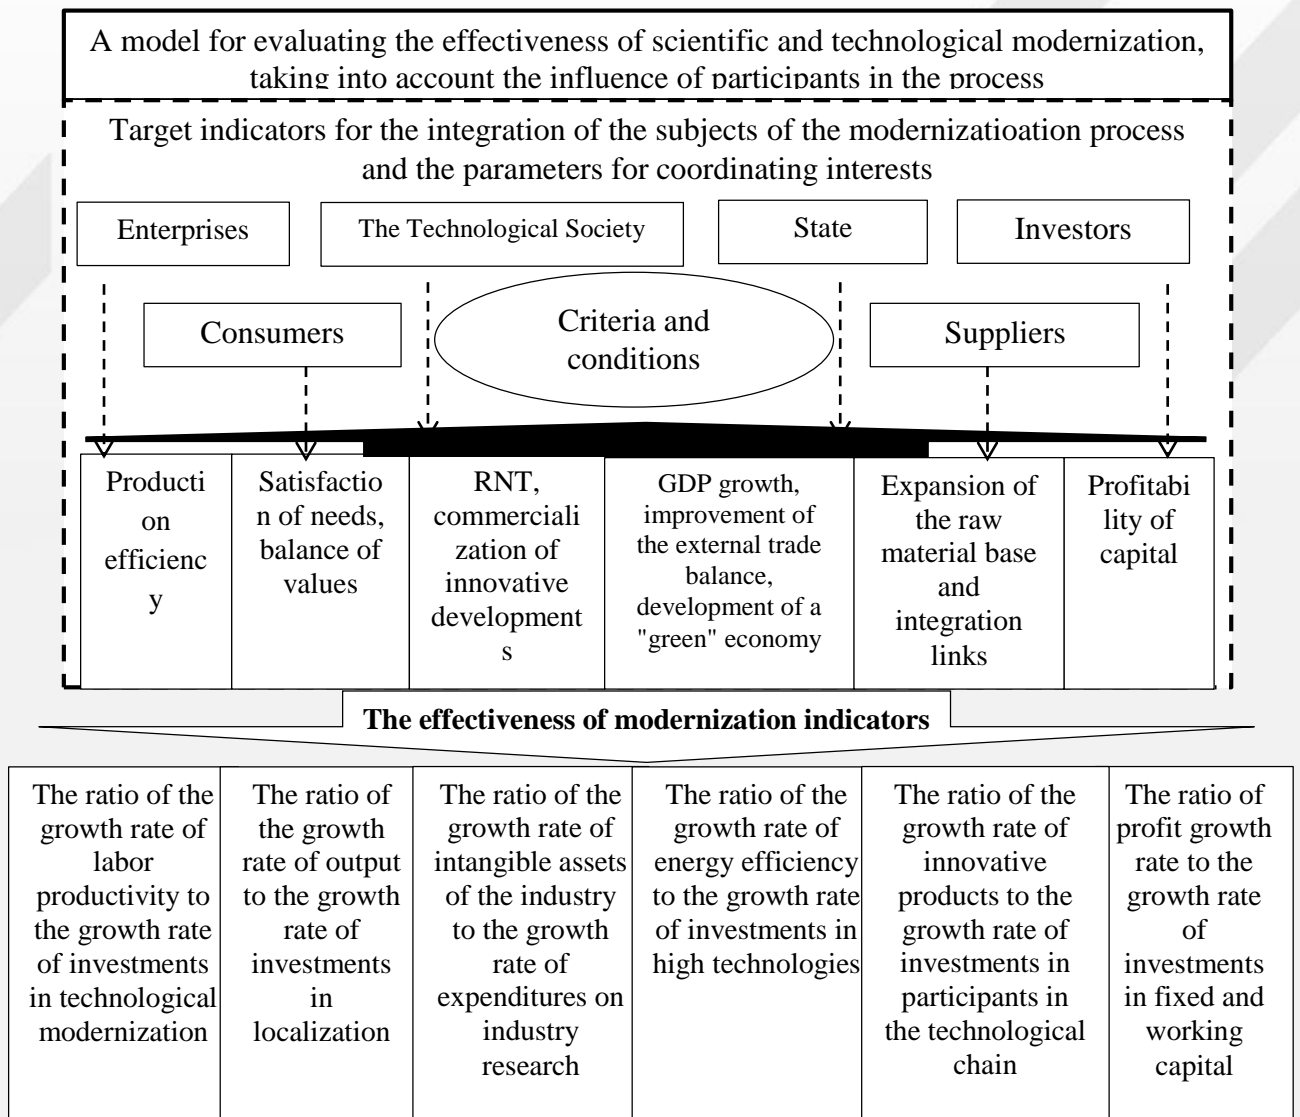 A model for evaluating the effectiveness of scientific and technological modernization,
taking into account the influence of participants in the process
Target indicators for the integration of the subjects of the modernizatioation process
and the parameters for coordinating interests
Enterprises
The Technological Society
State
Investors
Consumers
Criteria and
conditions
Suppliers
Producti
on
efficienc
y
Satisfactio
n of needs,
balance of
values
RNT,
commerciali
zation of
innovative
development
s
GDP growth,
improvement of
the external trade
balance,
development of a
"green" economy
Expansion of
the raw
material base
and
integration
links
Profitabi
lity of
capital
The effectiveness of modernization indicators
The ratio of the
growth rate of
labor
productivity to
the growth rate
of investments
in technological
modernization
The ratio of
the growth
rate of output
to the growth
rate of
investments
in
localization
The ratio of the
growth rate of
intangible assets
of the industry
to the growth
rate of
expenditures on
industry
research
The ratio of the
growth rate of
energy efficiency
to the growth rate
of investments in
high technologies
The ratio of the
growth rate of
innovative
products to the
growth rate of
investments in
participants in
the technological
chain
The ratio of
profit growth
rate to the
growth rate
of
investments
in fixed and
working
capital